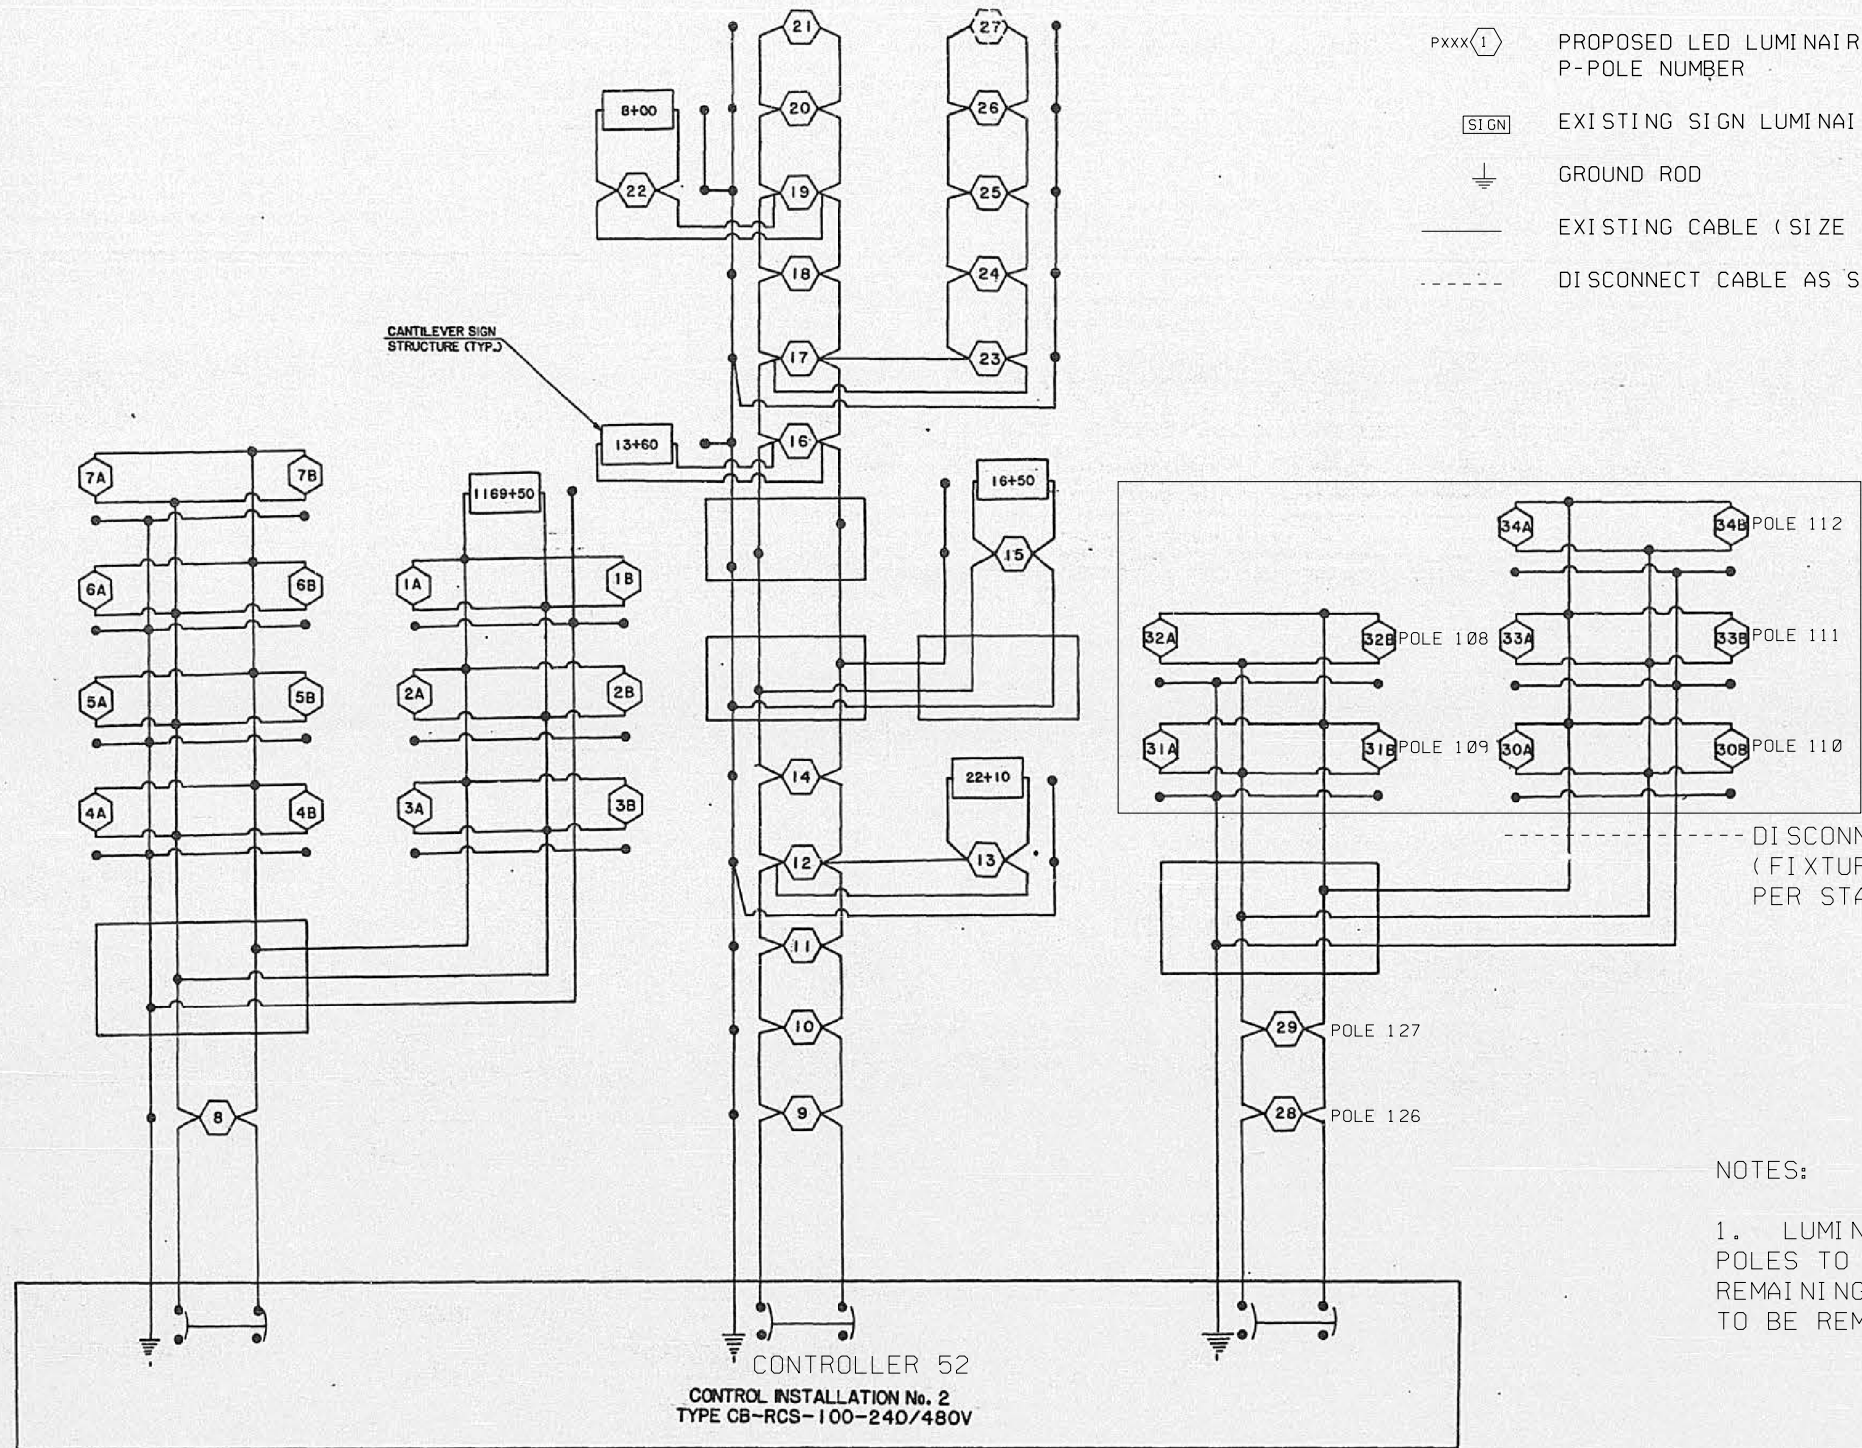 21
27
20
26
8+00
22
19
25
18
24
CANTILEVER SIGN
STRUCTURE (TYP.)
17
23
13+60
16
7A
7B
1169+50
16+50
15
6A
6B
1A
1B
5A
5B
2A
2B
4A
4B
3A
3B
14
22+10
12
13
11
10
9
8
34A
34B POLE 112
32A
32B POLE 108
33A
33B POLE 111
31A
31B POLE 109
30A
30B POLE 110
29 POLE 127
28 POLE 126
CONTROLLER 52
CONTROL INSTALLATION No. 2
TYPE CB-RCS-100-240/480V
PXXX 1
PROPOSED LED LUMINAIR
P-POLE NUMBER
SIGN
EXISTING SIGN LUMINAI
GROUND ROD
EXISTING CABLE (SIZE
DISCONNECT CABLE AS S
DISCONN
(FIXTUR
PER STA
NOTES:
1. LUMIN
POLES TO
REMAINING
TO BE REM